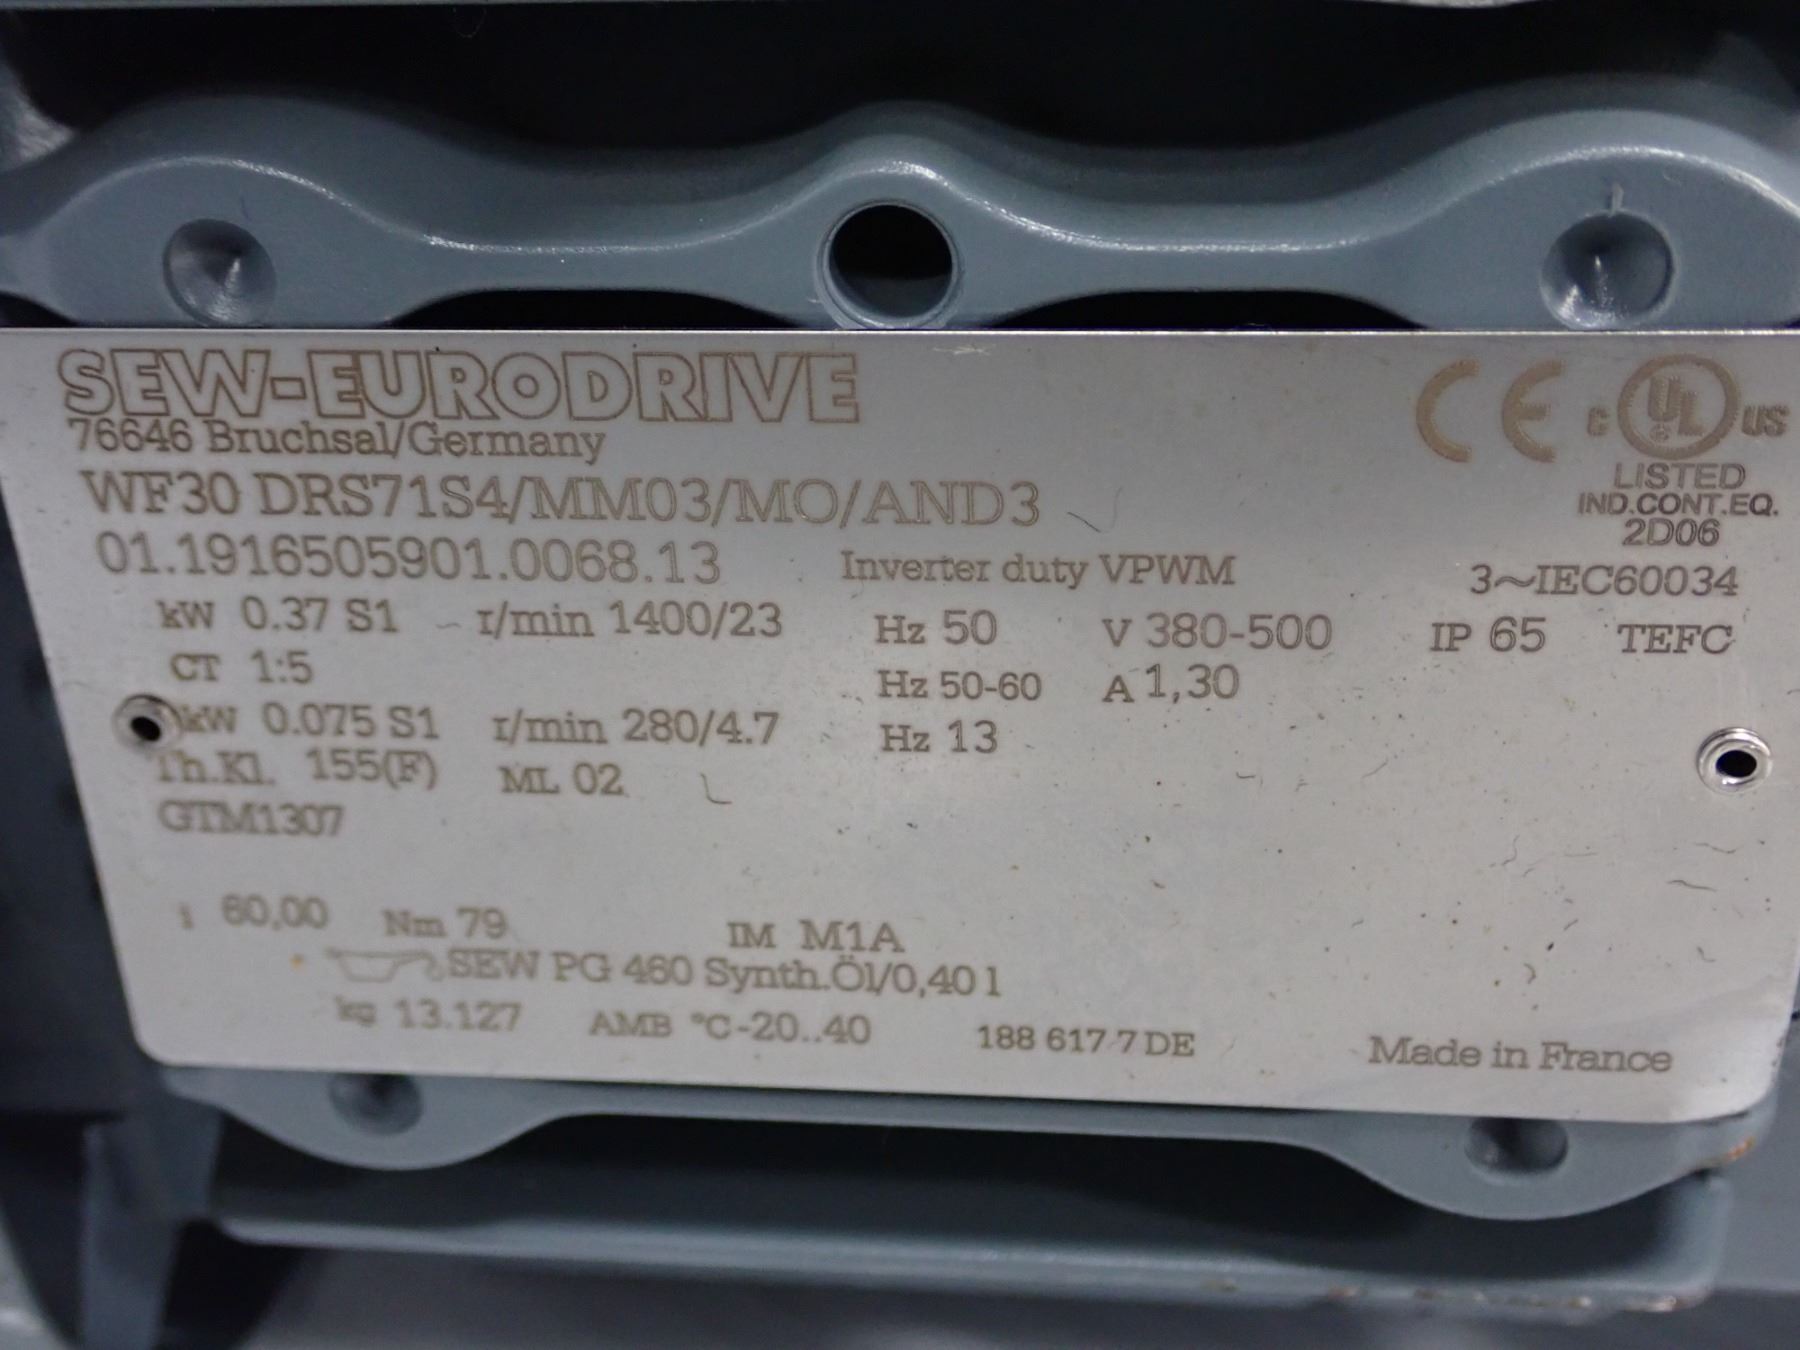 SEW-EURODRIVE
76646 Bruchsal/Germany
CE
c UL US
LISTED
IND.CONT.EQ.
2D06
WF30 DRS71S4/MM03/MO/AND3
01.1916505901.0068.13 Inverter duty VPWM 3~IEC60034
kW 0.37 S1 r/min 1400/23 Hz 50 V 380-500 IP 65 TEFC
CT 1:5 Hz 50-60 A 1,30
kW 0.075 S1 r/min 280/4.7 Hz 13
Th.Kl. 155(F) ML 02
GTM1307
i 60,00 Nm 79 IM M1A
SEW PG 460 Synth.Öl/0,40 l
kg 13.127 AMB °C-20..40 188 617 7 DE Made in France